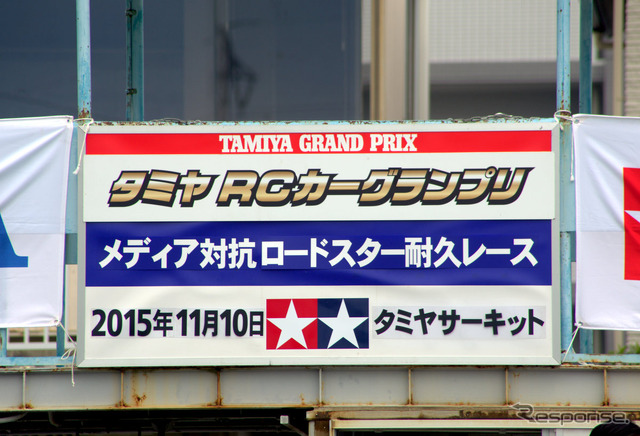 TAMIYA GRAND PRIX
タミヤ RCカーグランプリ
メディア対抗 ロードスター耐久レース
2015年11月10日 タミヤサーキット
Response.